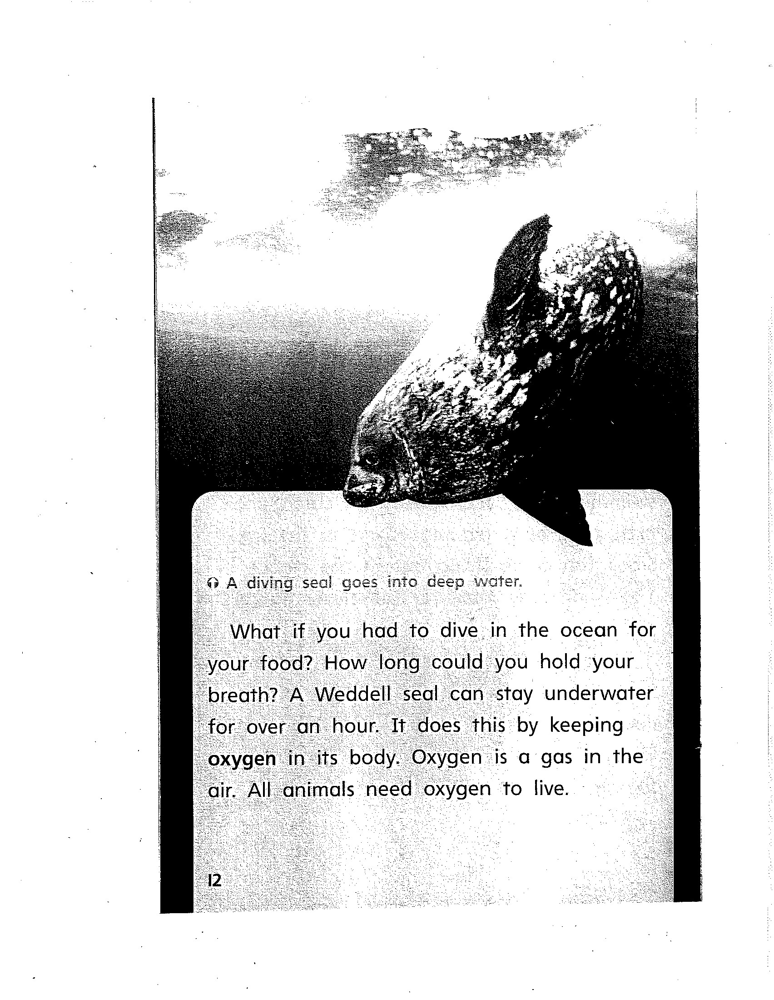 A diving seal goes into deep water.
What if you had to dive in the ocean for
your food? How long could you hold your
breath? A Weddell seal can stay underwater
for over an hour. It does this by keeping
oxygen in its body. Oxygen is a gas in the
air. All animals need oxygen to live.
12